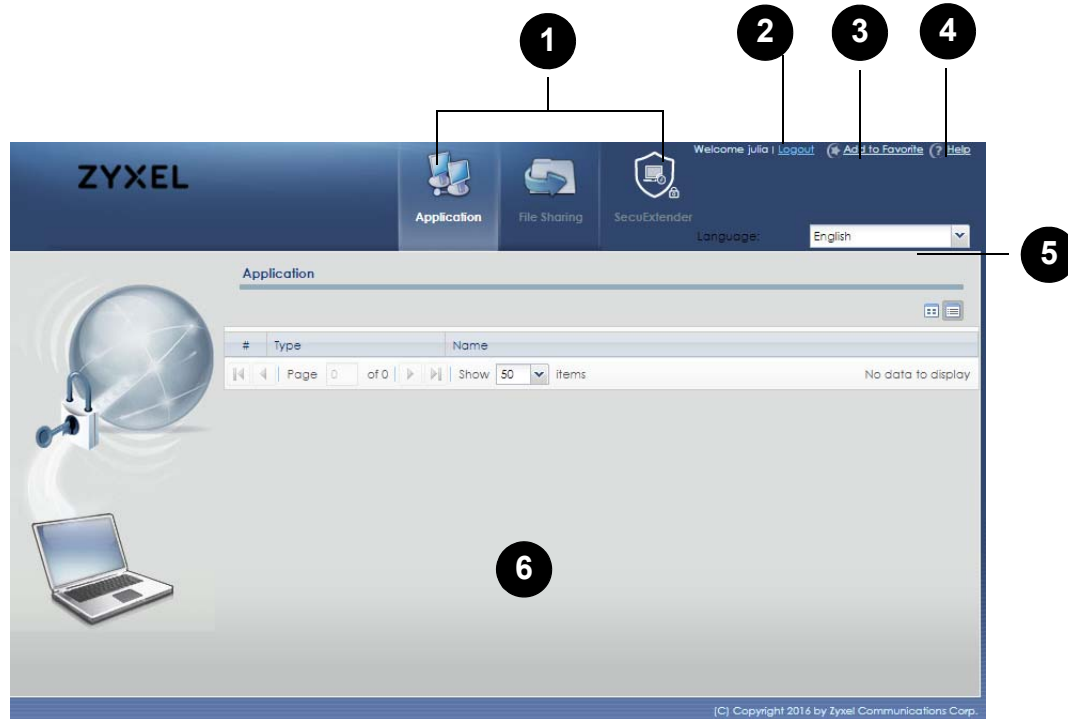 1
2
3
4
Welcome julia | Logout Add to Favorite ? Help
ZYXEL
Application
File Sharing
SecuExtender
Language:
English
5
Application
# Type Name
Page 0 of 0 Show 50 items No data to display
6
(C) Copyright 2016 by Zyxel Communications Corp.